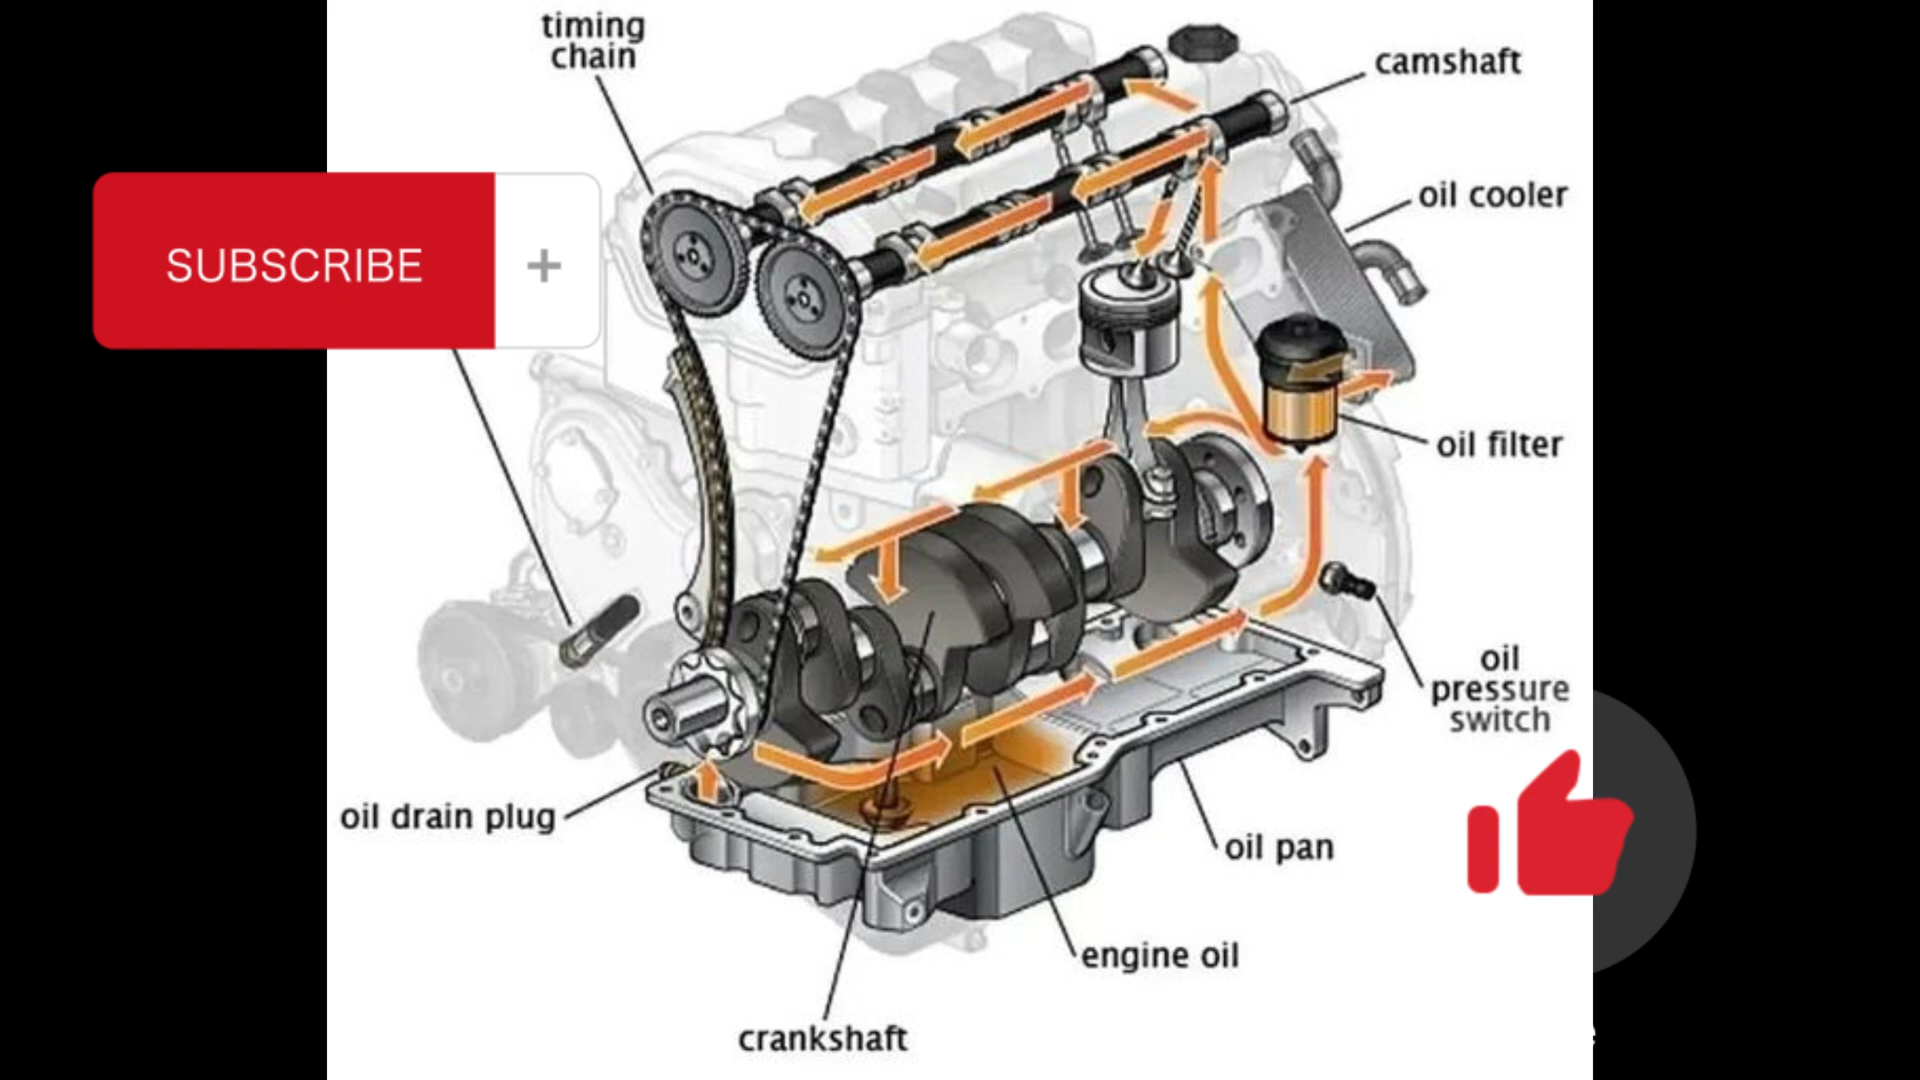 timing
chain
camshaft
oil cooler
SUBSCRIBE +
oil filter
oil
pressure
switch
oil drain plug
oil pan
engine oil
crankshaft